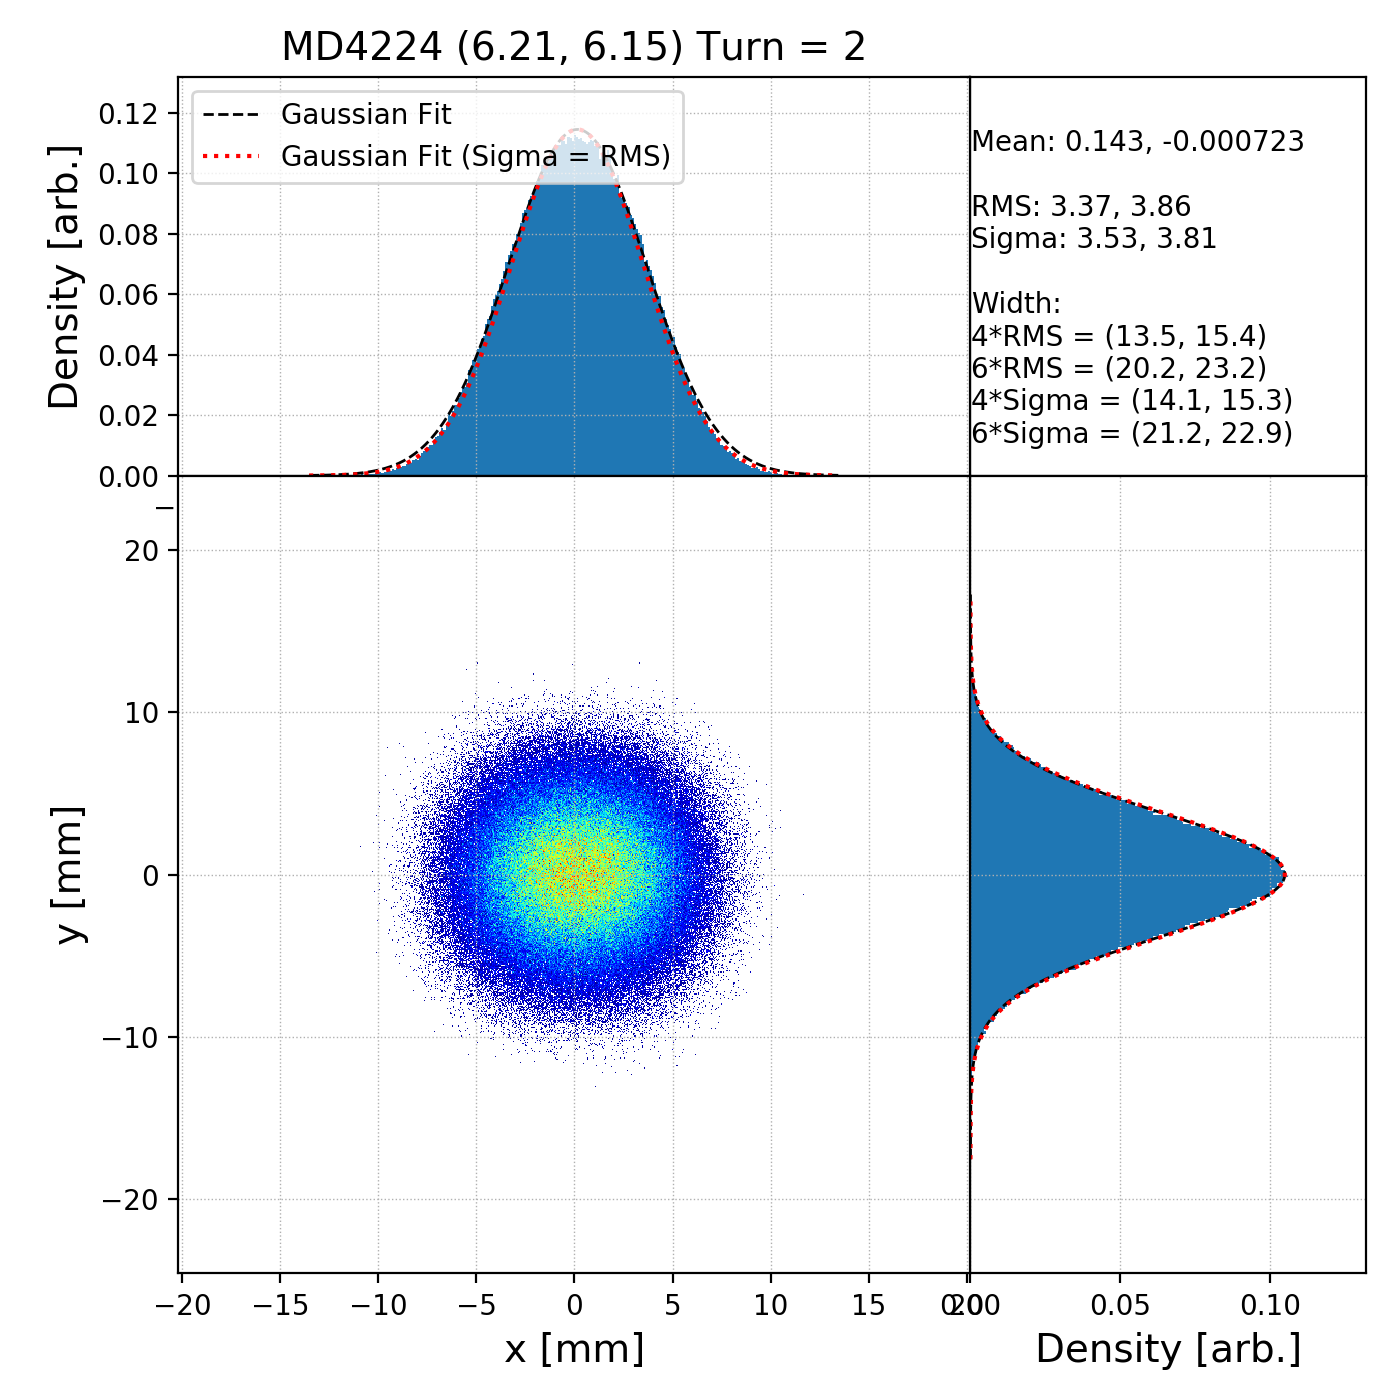 MD4224 (6.21, 6.15) Turn = 2
Gaussian Fit
Gaussian Fit (Sigma = RMS)
Density [arb.]
0.12
0.10
0.08
0.06
0.04
0.02
0.00
Mean: 0.143, -0.000723
RMS: 3.37, 3.86
Sigma: 3.53, 3.81
Width:
4*RMS = (13.5, 15.4)
6*RMS = (20.2, 23.2)
4*Sigma = (14.1, 15.3)
6*Sigma = (21.2, 22.9)
y [mm]
20
10
0
−10
−20
−20 −15 −10 −5 0 5 10 15
0.05 0.10
x [mm]
Density [arb.]